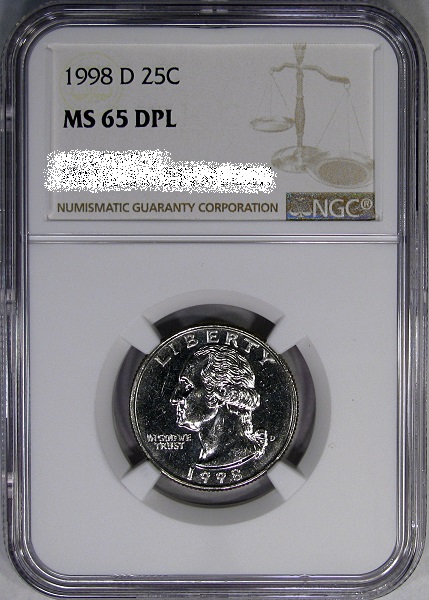 1998 D 25C
MS 65 DPL
NUMISMATIC GUARANTY CORPORATION
NGC®
LIBERTY
IN GOD WE
TRUST
D
1998